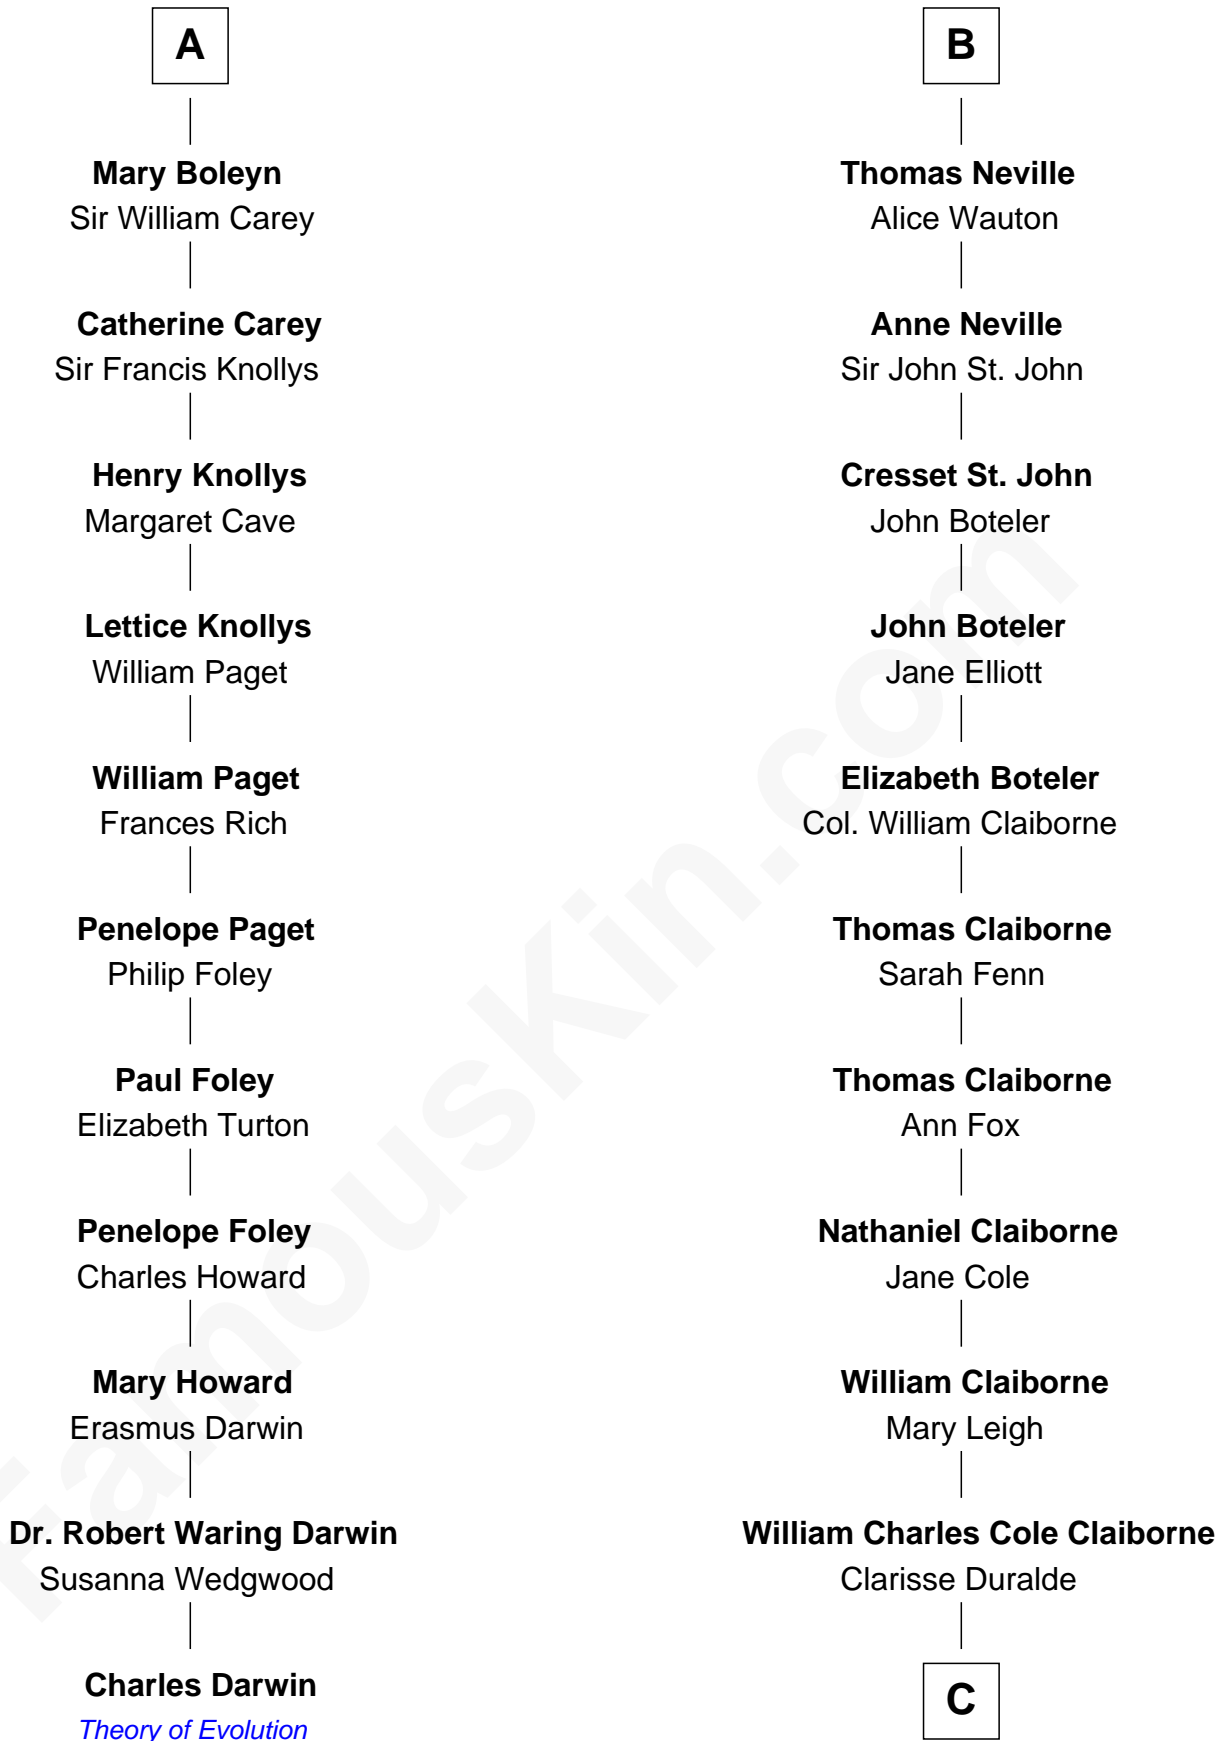 A
Mary Boleyn
Sir William Carey
Catherine Carey
Sir Francis Knollys
Henry Knollys
Margaret Cave
Lettice Knollys
William Paget
William Paget
Frances Rich
Penelope Paget
Philip Foley
Paul Foley
Elizabeth Turton
Penelope Foley
Charles Howard
Mary Howard
Erasmus Darwin
Dr. Robert Waring Darwin
Susanna Wedgwood
Charles Darwin
Theory of Evolution
B
Thomas Neville
Alice Wauton
Anne Neville
Sir John St. John
Cresset St. John
John Boteler
John Boteler
Jane Elliott
Elizabeth Boteler
Col. William Claiborne
Thomas Claiborne
Sarah Fenn
Thomas Claiborne
Ann Fox
Nathaniel Claiborne
Jane Cole
William Claiborne
Mary Leigh
William Charles Cole Claiborne
Clarisse Duralde
C
FamousKin.com